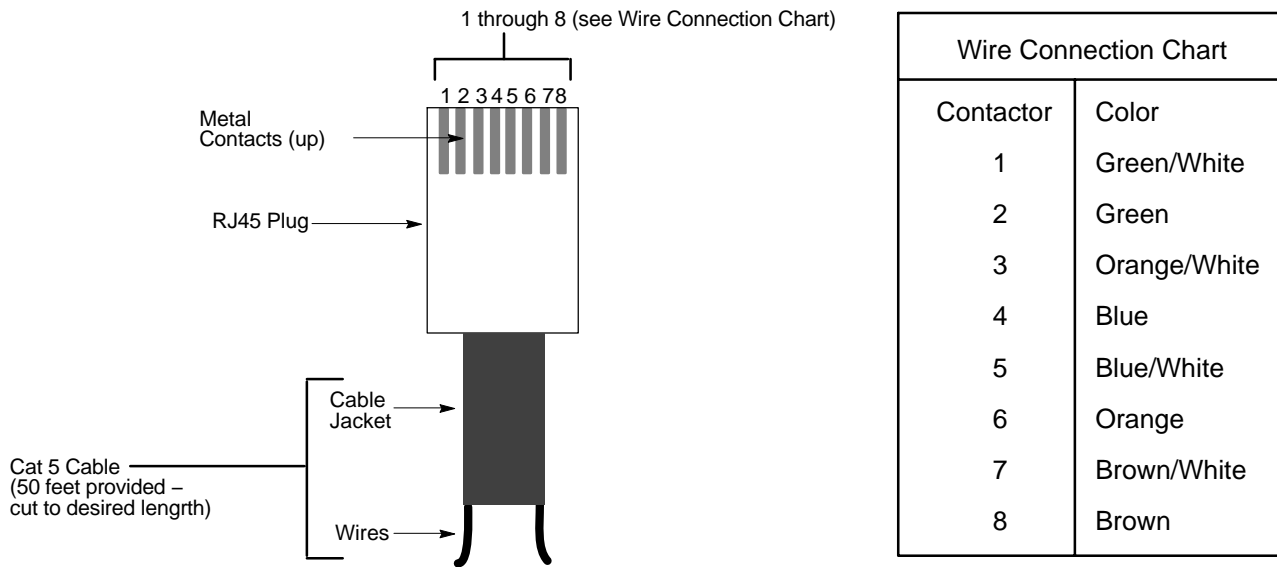 1 through 8 (see Wire Connection Chart)
1 2 3 4 5 6 7 8
Metal
Contacts (up)
RJ45 Plug
Cable
Jacket
Cat 5 Cable
(50 feet provided –
cut to desired lengrth)
Wires
Wire Connection Chart
Contactor Color
1 Green/White
2 Green
3 Orange/White
4 Blue
5 Blue/White
6 Orange
7 Brown/White
8 Brown